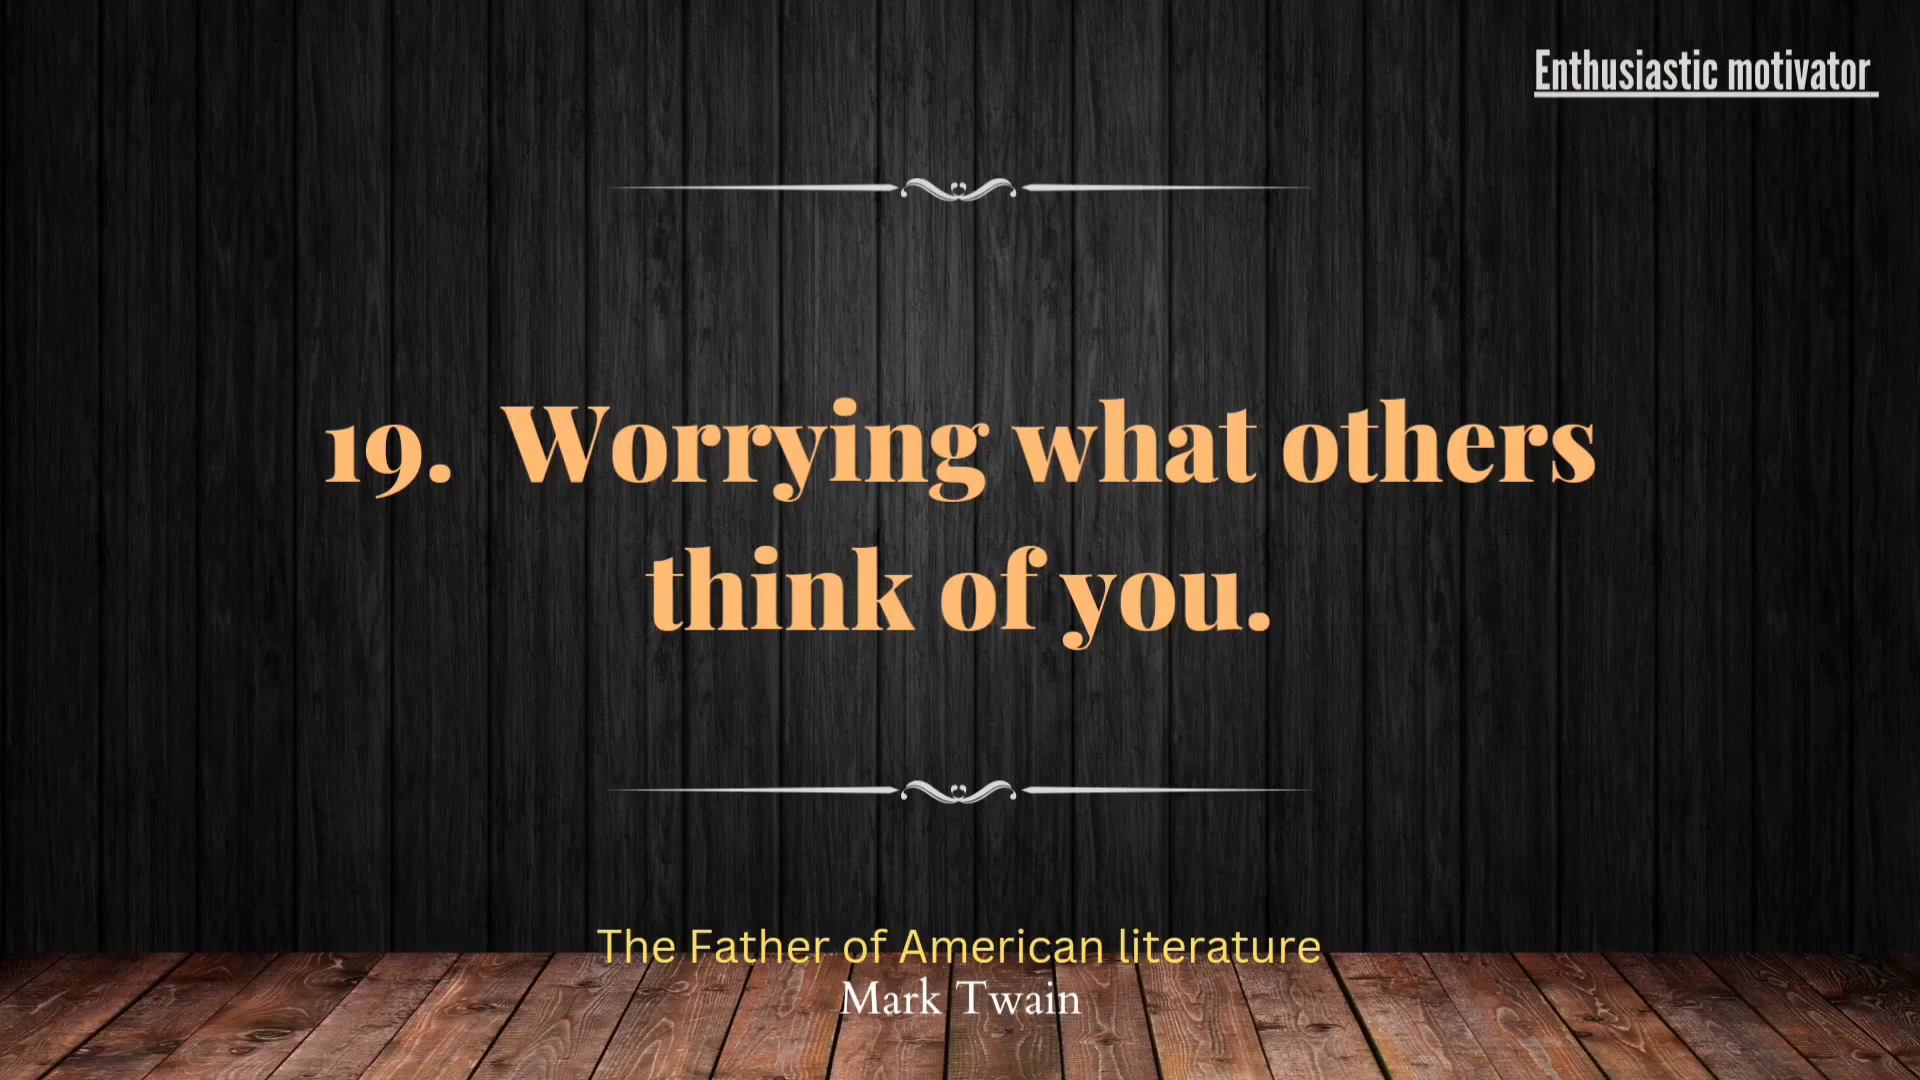 Enthusiastic motivator
19. Worrying what others
think of you.
The Father of American literature
Mark Twain